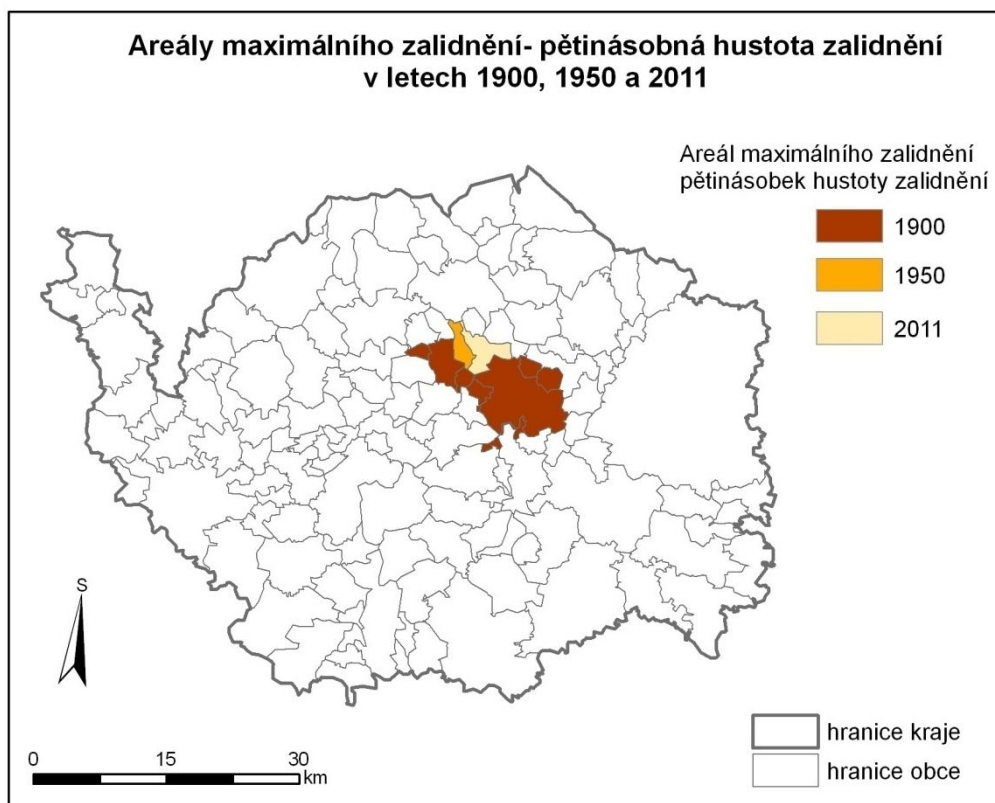 Areály maximálního zalidnění- pětinásobná hustota zalidnění
v letech 1900, 1950 a 2011
Areál maximálního zalidnění
pětinásobek hustoty zalidnění
1900
1950
2011
S
0 15 30
km
hranice kraje
hranice obce